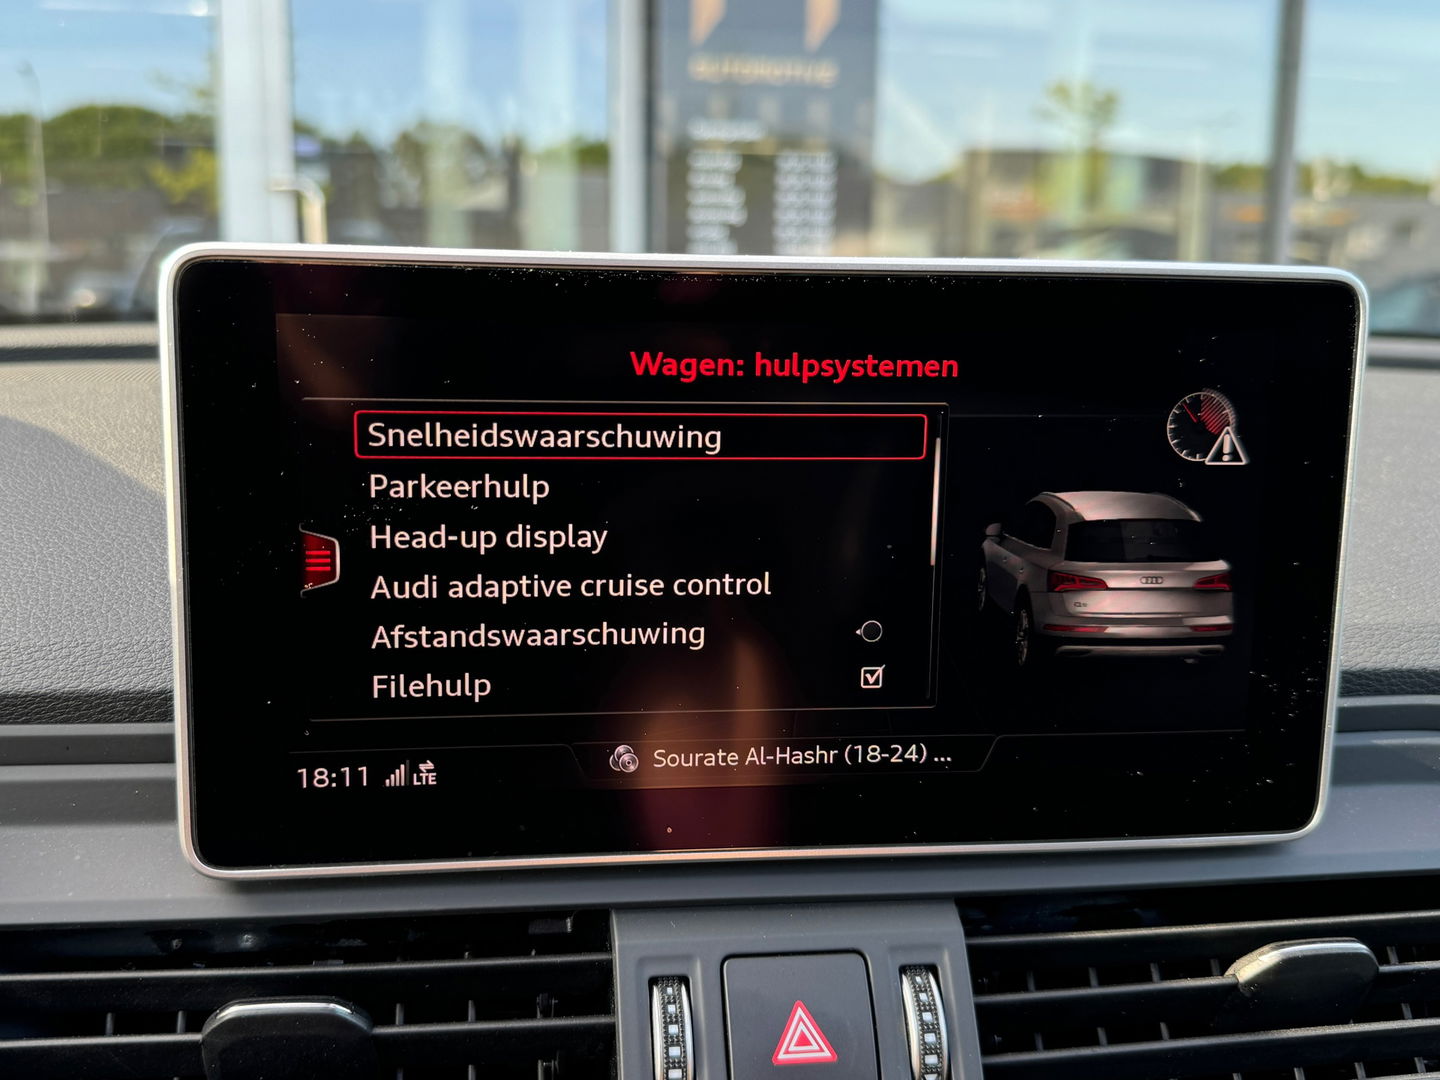 AUTOMOTIVE
Wagen: hulpsystemen
Snelheidswaarschuwing
Parkeerhulp
Head-up display
Audi adaptive cruise control
Afstandswaarschuwing
Filehulp
18:11 LTE
Sourate Al-Hashr (18-24) ...